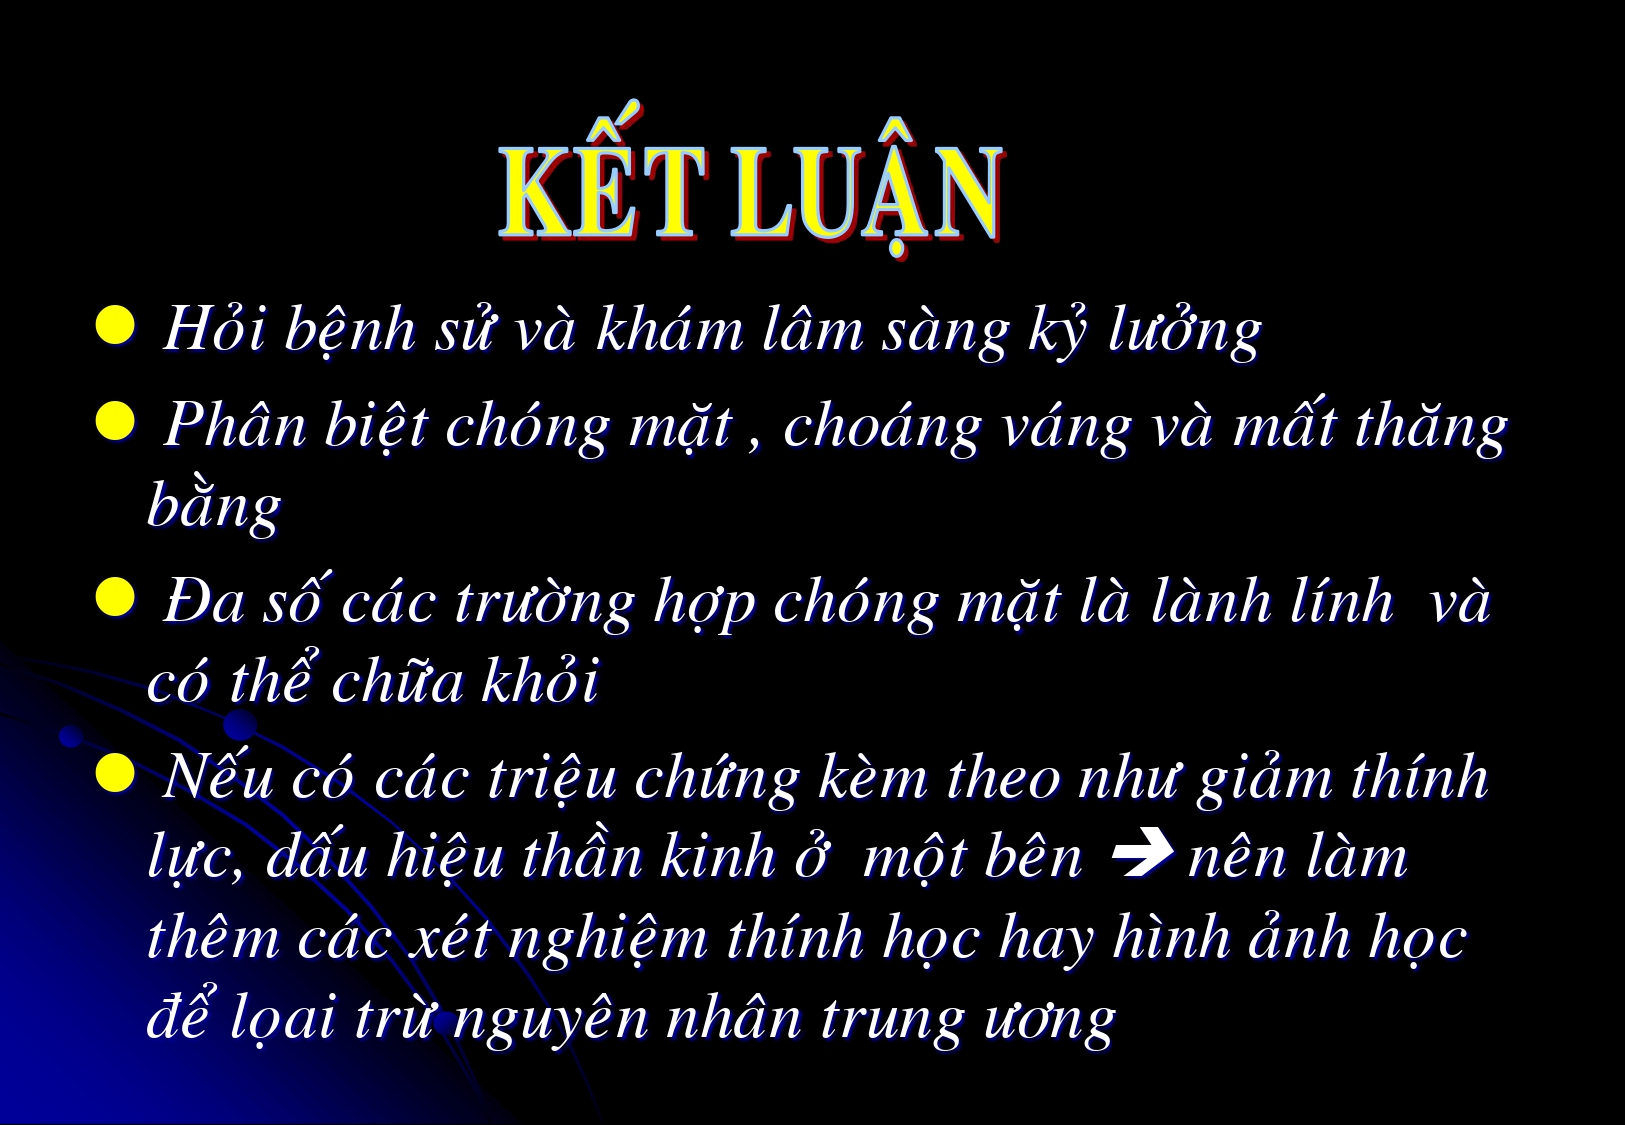 KẾT LUẬN
● Hỏi bệnh sử và khám lâm sàng kỷ lưởng
● Phân biệt chóng mặt , choáng váng và mất thăng
bằng
● Đa số các trường hợp chóng mặt là lành lính  và
có thể chữa khỏi
● Nếu có các triệu chứng kèm theo như giảm thính
lực, dấu hiệu thần kinh ở  một bên ➔ nên làm
thêm các xét nghiệm thính học hay hình ảnh học
để lọai trừ nguyên nhân trung ương